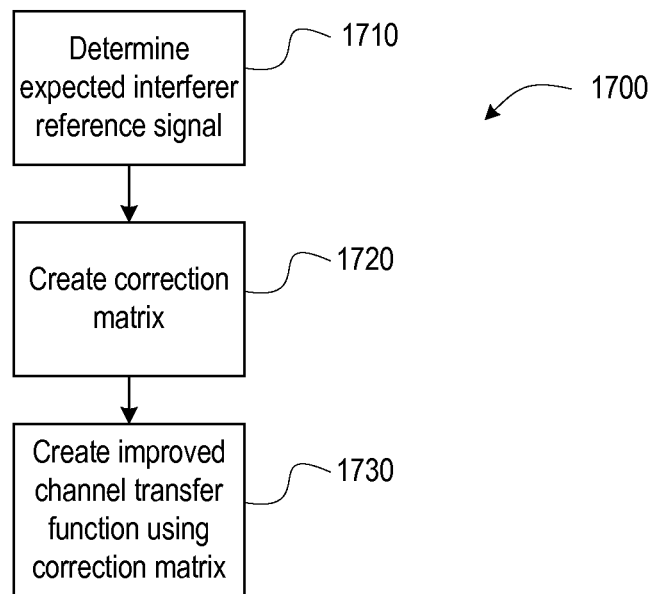 Determine
expected interferer
reference signal
1710
1700
Create correction
matrix
1720
Create improved
channel transfer
function using
correction matrix
1730